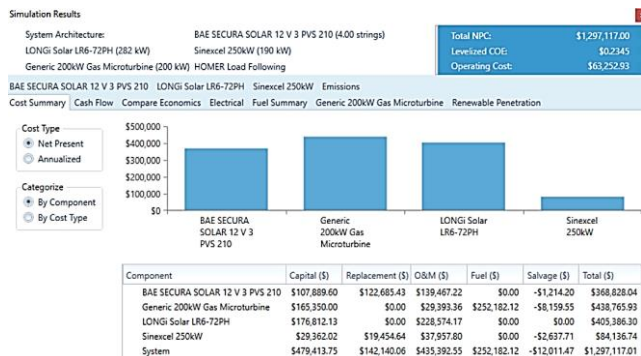 Simulation Results
System Architecture: BAE SECURA SOLAR 12 V 3 PVS 210 (4.00 strings)
LONGi Solar LR6-72PH (282 kW) Sinexcel 250kW (190 kW)
Generic 200kW Gas Microturbine (200 kW) HOMER Load Following
Total NPC: $1,297,117.00
Levelized COE: $0.2345
Operating Cost: $63,252.93
BAE SECURA SOLAR 12 V 3 PVS 210 LONGi Solar LR6-72PH Sinexcel 250kW Emissions
Cost Summary Cash Flow Compare Economics Electrical Fuel Summary Generic 200kW Gas Microturbine Renewable Penetration
Cost Type
Net Present
Annualized
Categorize
By Component
By Cost Type
$500,000
$400,000
$300,000
$200,000
$100,000
$0
BAE SECURA
SOLAR 12 V 3
PVS 210
Generic
200kW Gas
Microturbine
LONGi Solar
LR6-72PH
Sinexcel
250kW
Component Capital ($) Replacement ($) O&M ($) Fuel ($) Salvage ($) Total ($)
BAE SECURA SOLAR 12 V 3 PVS 210 $107,889.60 $122,685.43 $139,467.22 $0.00 -$1,214.20 $368,828.04
Generic 200kW Gas Microturbine $165,350.00 $0.00 $29,393.36 $252,182.12 -$8,159.55 $438,765.93
LONGi Solar LR6-72PH $176,812.13 $0.00 $228,574.17 $0.00 $0.00 $405,386.30
Sinexcel 250kW $29,362.02 $19,454.64 $37,957.80 $0.00 -$2,637.71 $84,136.74
System $479,413.75 $142,140.06 $435,392.55 $252,182.12 -$12,011.47 $1,297,117.01